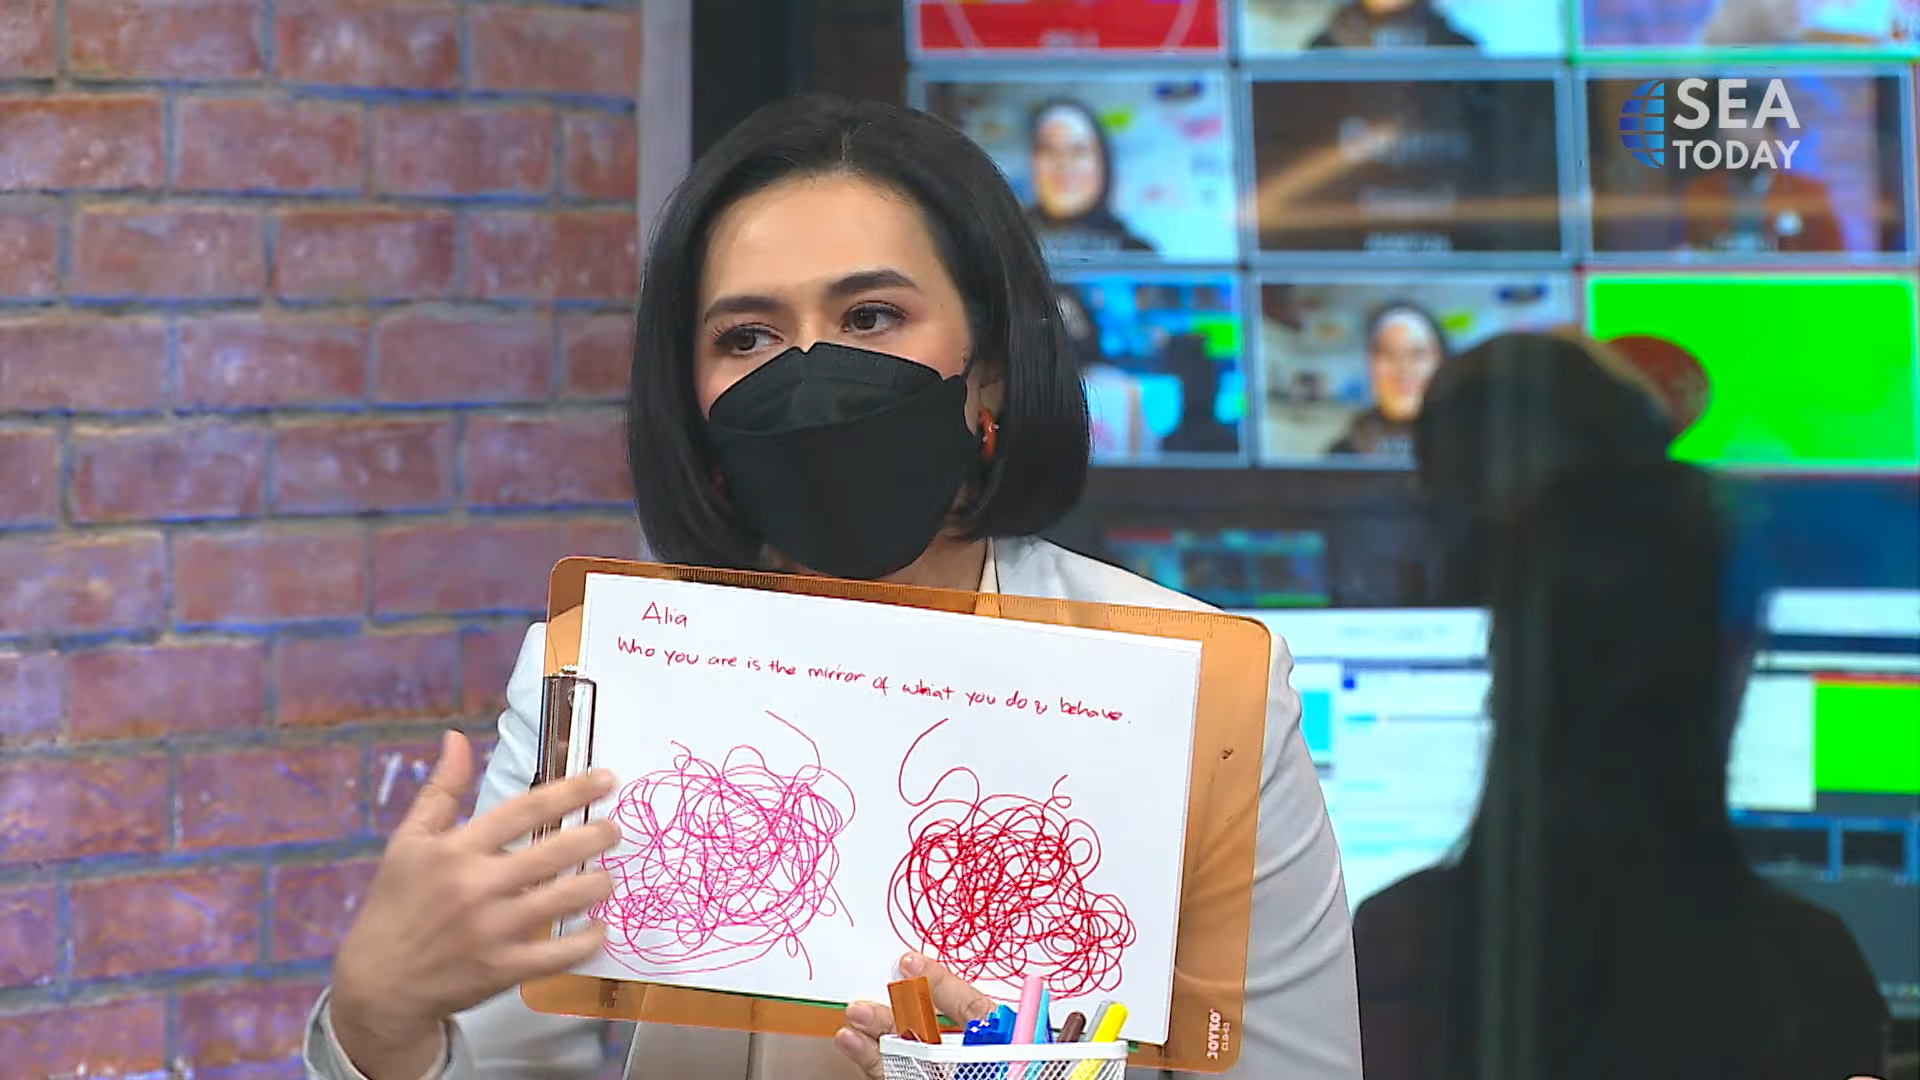 SEA
TODAY
Alia
Who you are is the mirror of what you do & behave.
JOYKO